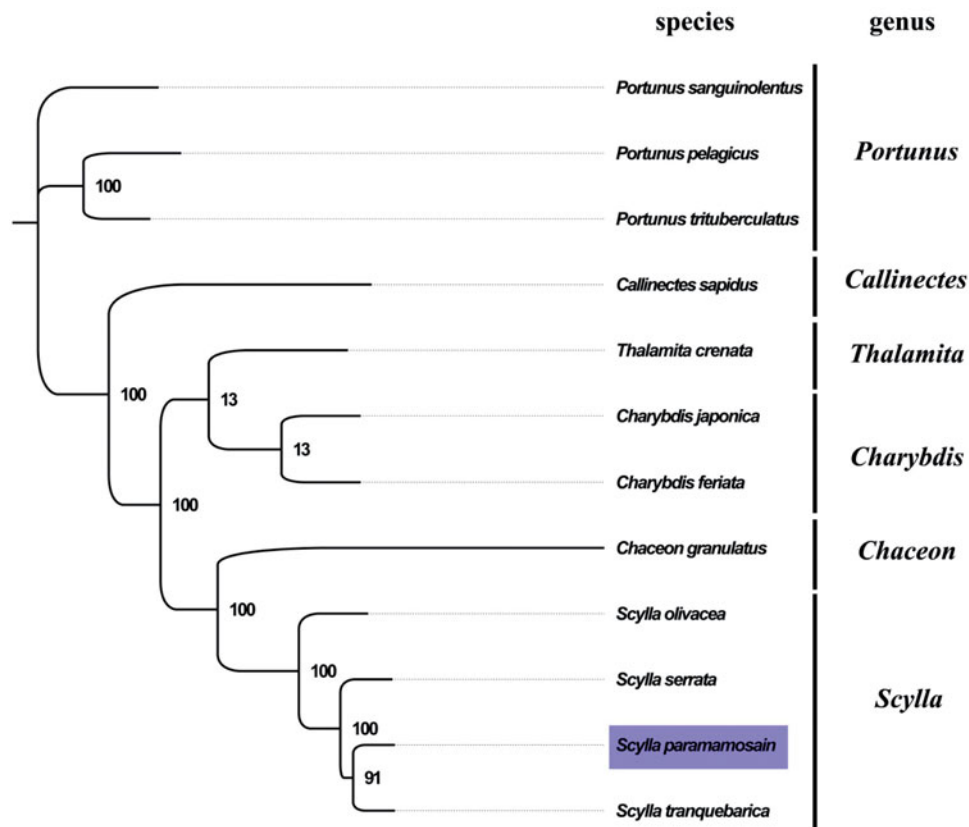 species genus
Portunus sanguinolentus
Portunus pelagicus
Portunus
100
Portunus trituberculatus
Callinectes sapidus
Callinectes
Thalamita crenata
Thalamita
100
13
Charybdis japonica
13
Charybdis
Charybdis feriata
100
Chaceon granulatus
Chaceon
100
Scylla olivacea
100
Scylla serrata
Scylla
100
Scylla paramamosain
91
Scylla tranquebarica